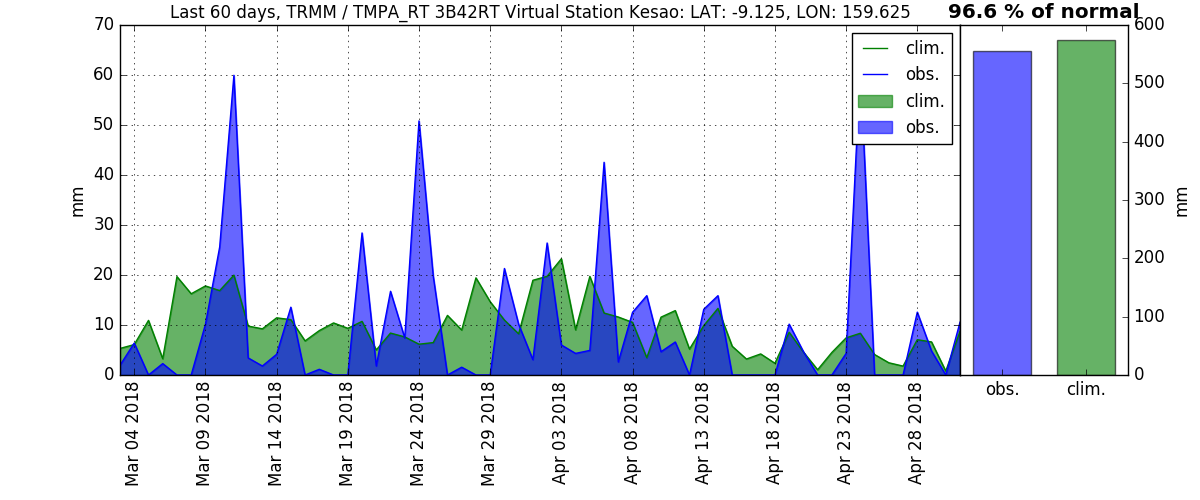 Last 60 days, TRMM / TMPA_RT 3B42RT Virtual Station Kesao: LAT: -9.125, LON: 159.625
96.6 % of normal
70
60
50
40
30
20
10
0
mm
clim.
obs.
clim.
obs.
600
500
400
300
200
100
0
mm
obs.
clim.
Mar 04 2018
Mar 09 2018
Mar 14 2018
Mar 19 2018
Mar 24 2018
Mar 29 2018
Apr 03 2018
Apr 08 2018
Apr 13 2018
Apr 18 2018
Apr 23 2018
Apr 28 2018